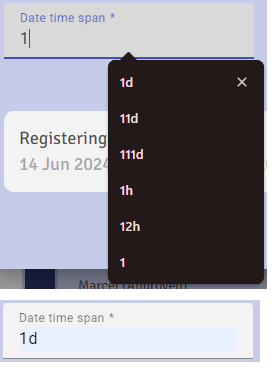 Date time span *
1
1d
11d
111d
1h
12h
1
Registering
14 Jun 2024
Marcel (Approved)
Date time span *
1d